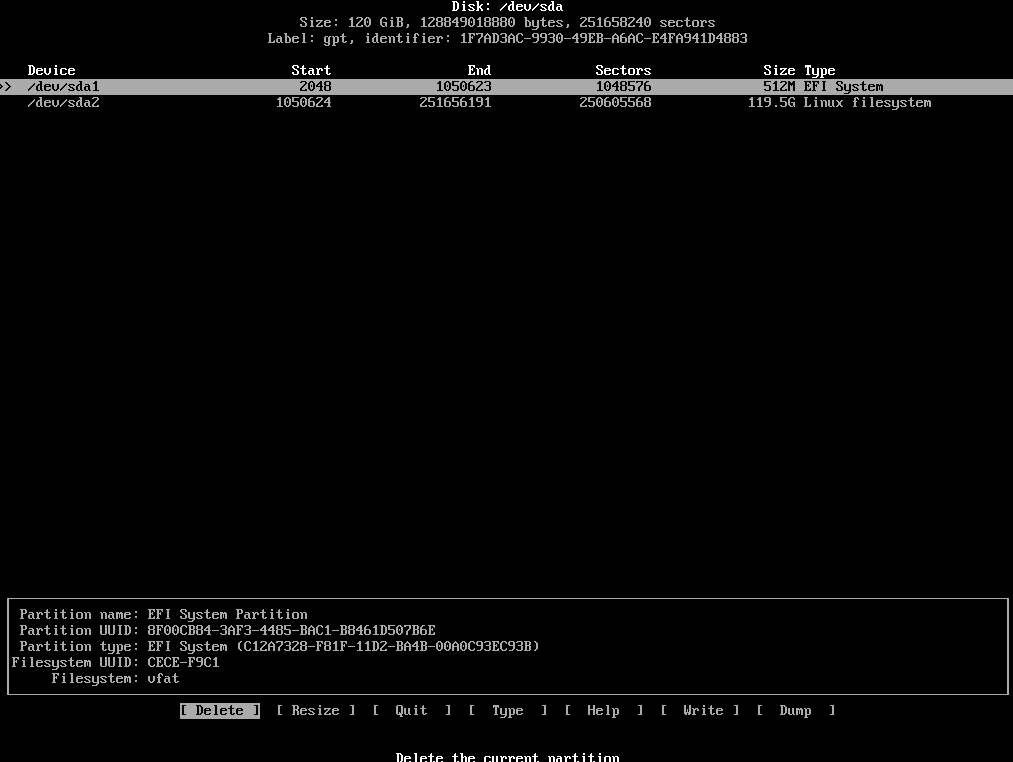 Disk: /dev/sda
Size: 120 GiB, 128849018880 bytes, 251658240 sectors
Label: gpt, identifier: 1F7AD3AC-9930-49EB-A6AC-E4FA941D4883
Device Start End Sectors Size Type
>> /dev/sda1 2048 1050623 1048576 512M EFI System
/dev/sda2 1050624 251656191 250605568 119.5G Linux filesystem
Partition name: EFI System Partition
Partition UUID: 8F00CB84-3AF3-4485-BAC1-B8461D507B6E
Partition type: EFI System (C12A7328-F81F-11D2-BA4B-00A0C93EC93B)
Filesystem UUID: CECE-F9C1
Filesystem: vfat
[ Delete ] [ Resize ] [ Quit ] [ Type ] [ Help ] [ Write ] [ Dump ]
Delete the current partition